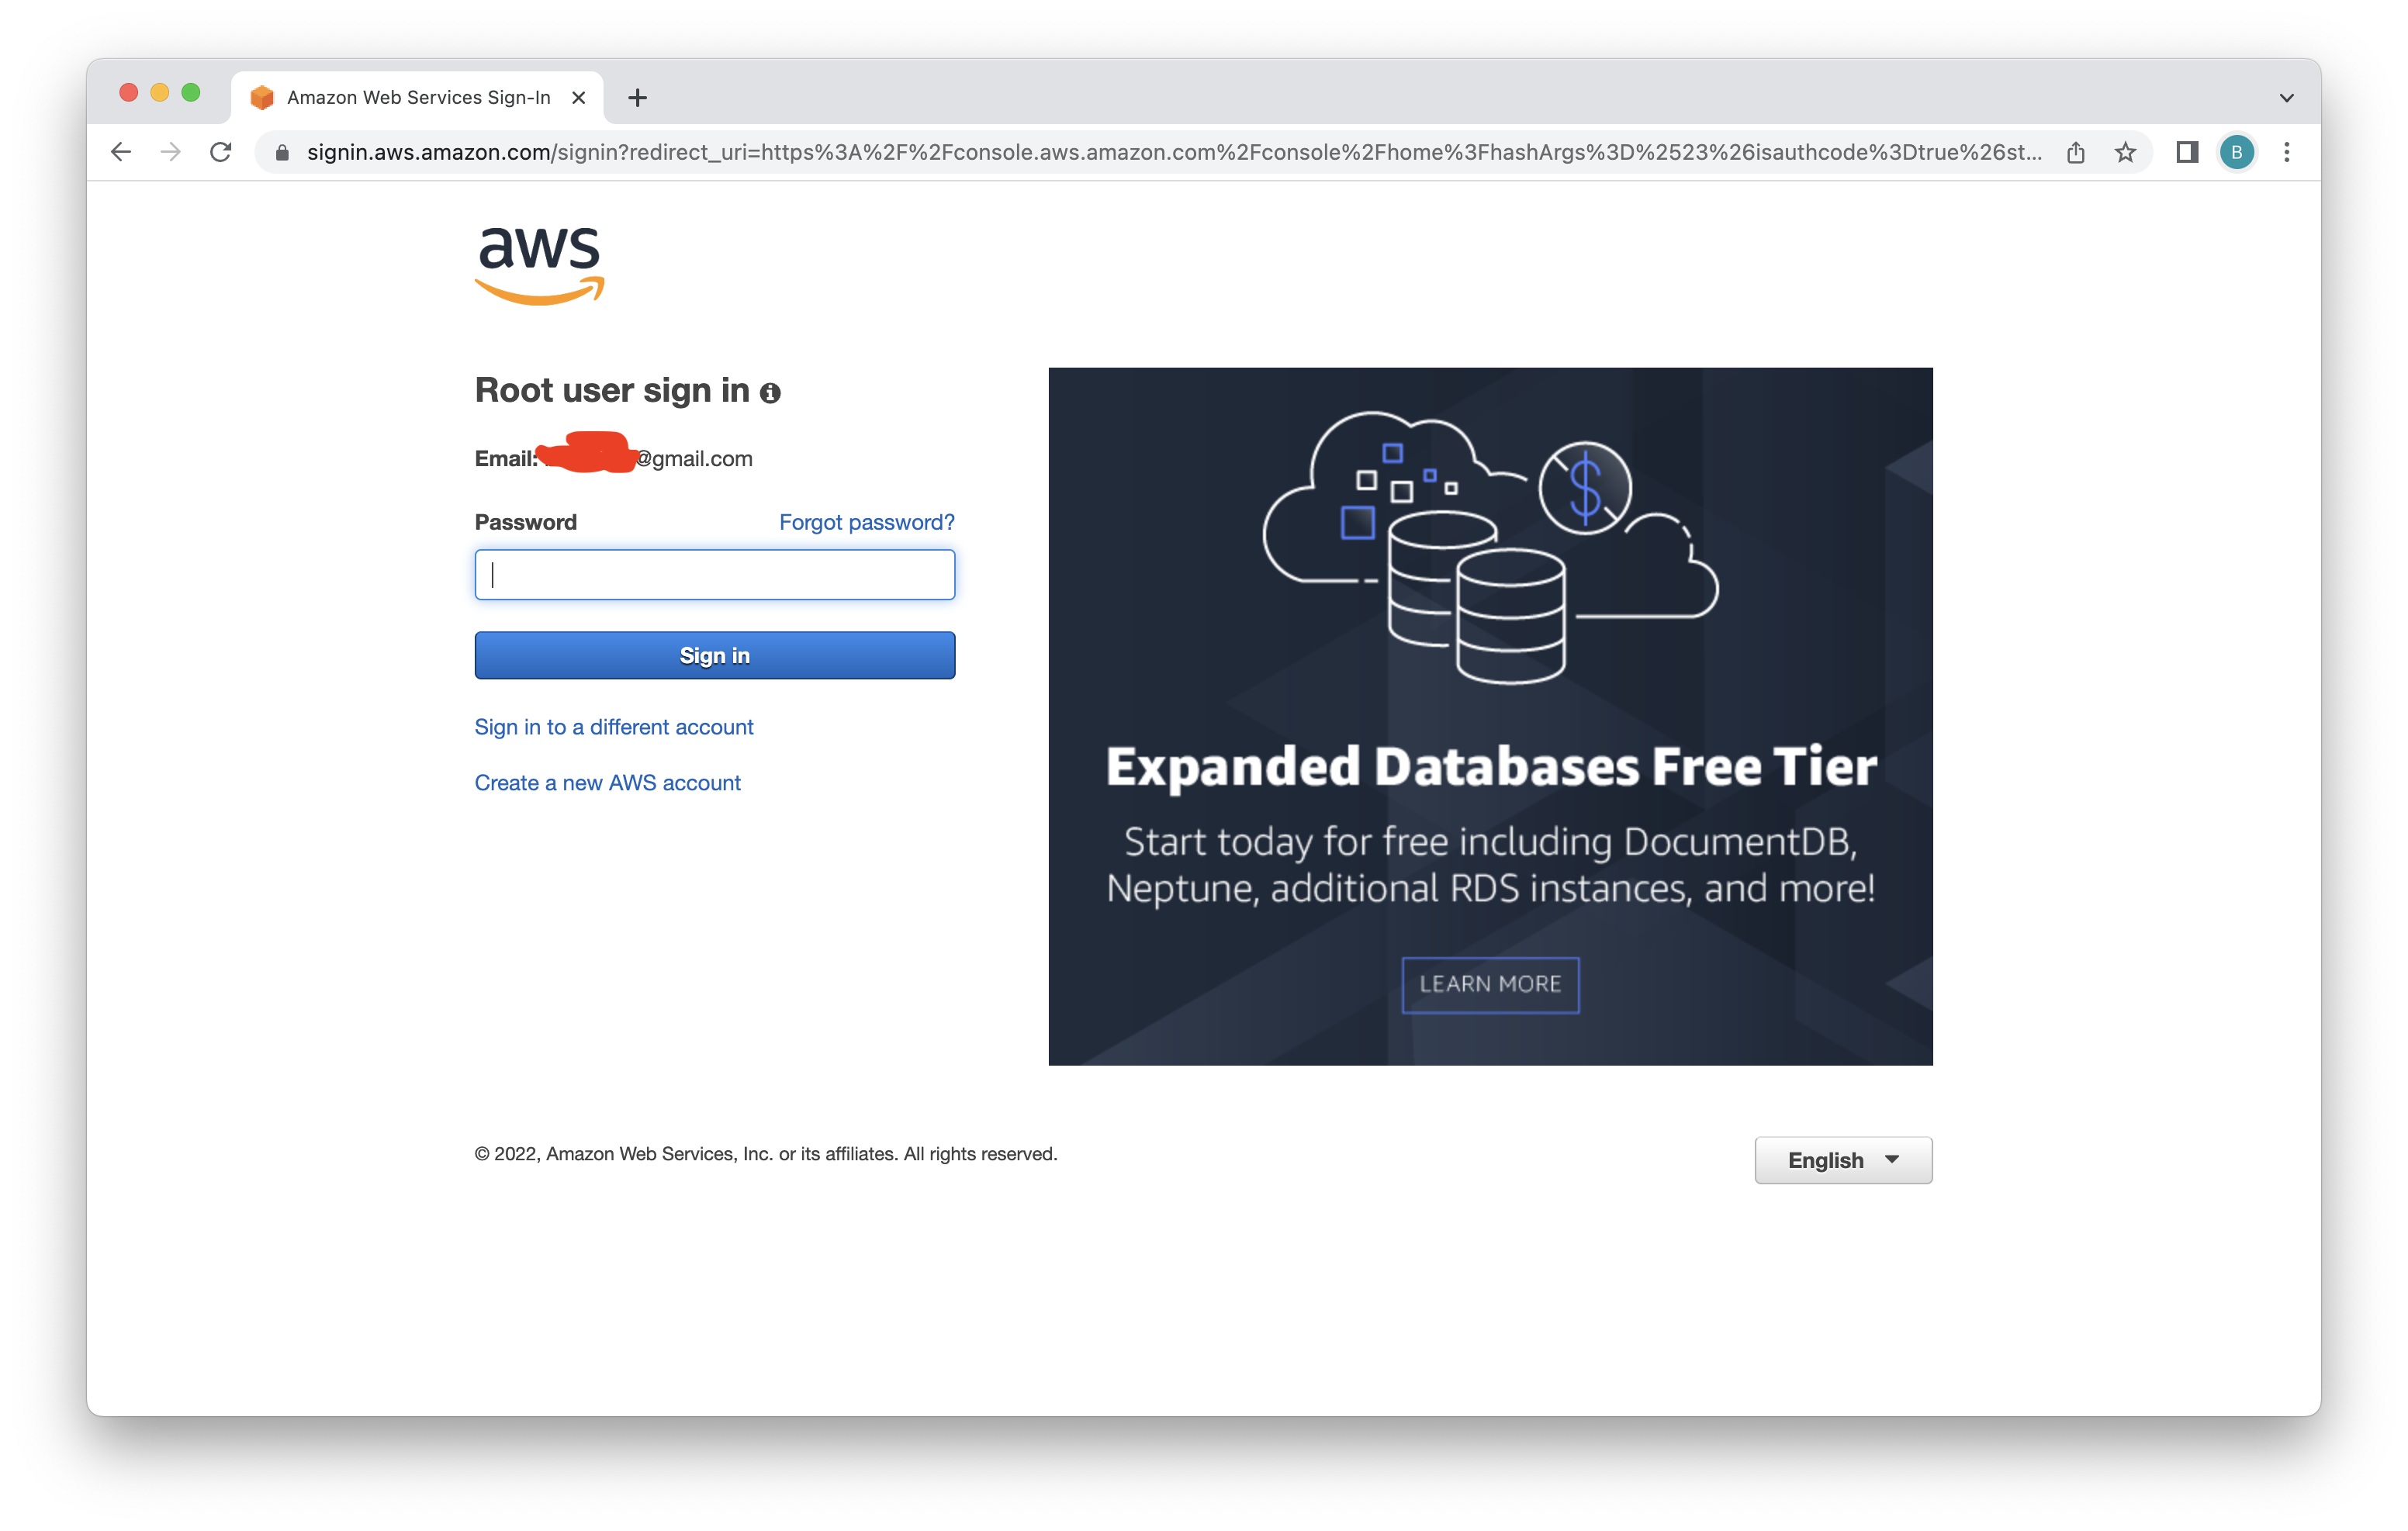 Amazon Web Services Sign-In
signin.aws.amazon.com/signin?redirect_uri=https%3A%2F%2Fconsole.aws.amazon.com%2Fconsole%2Fhome%3FhashArgs%3D%2523%26isauthcode%3Dtrue%26st...
B
aws
Root user sign in
Email: @gmail.com
Password Forgot password?
Sign in
Sign in to a different account
Create a new AWS account
Expanded Databases Free Tier
Start today for free including DocumentDB,
Neptune, additional RDS instances, and more!
LEARN MORE
© 2022, Amazon Web Services, Inc. or its affiliates. All rights reserved.
English